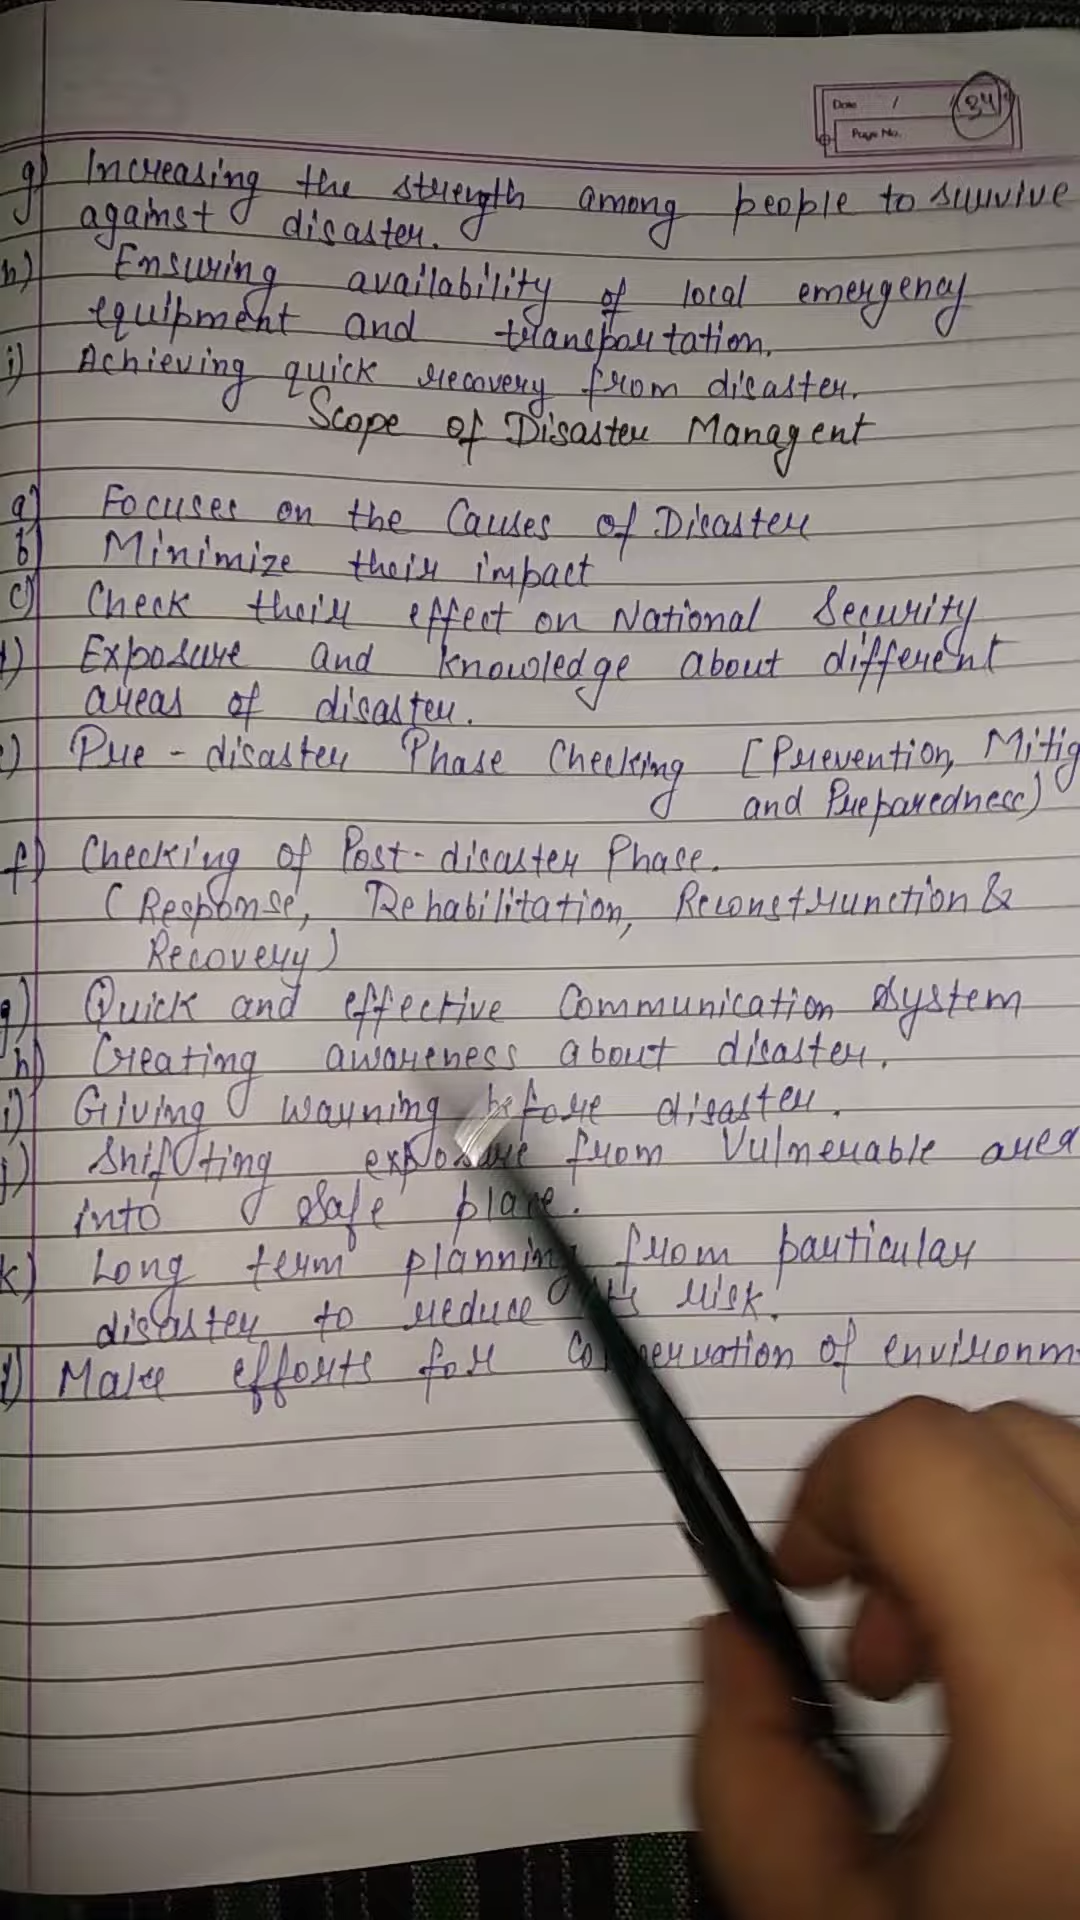 Date / / 34
Page No.
g) Increasing the strength among people to survive
against disaster.
h) Ensuring availability of local emergency
equipment and transportation.
i) Achieving quick recovery from disaster.
Scope of Disaster Managent
a) Focuses on the Causes of Disaster
b) Minimize their impact
c) Check their effect on National Security
d) Exposure and knowledge about different
areas of disaster.
e) Pre-disaster Phase Checking [Prevention, Mitig
and Preparedness)
f) Checking of Post-disaster Phase.
(Response, Rehabilitation, Reconstrunction &
Recovery)
g) Quick and effective Communication System
h) Creating awareness about disaster.
i) Giving warning before disaster.
j) Shifting exposure from Vulnerable area
into safe place.
k) Long term planning from particular
disaster to reduce its risk.
l) Make efforts for Conservation of environm